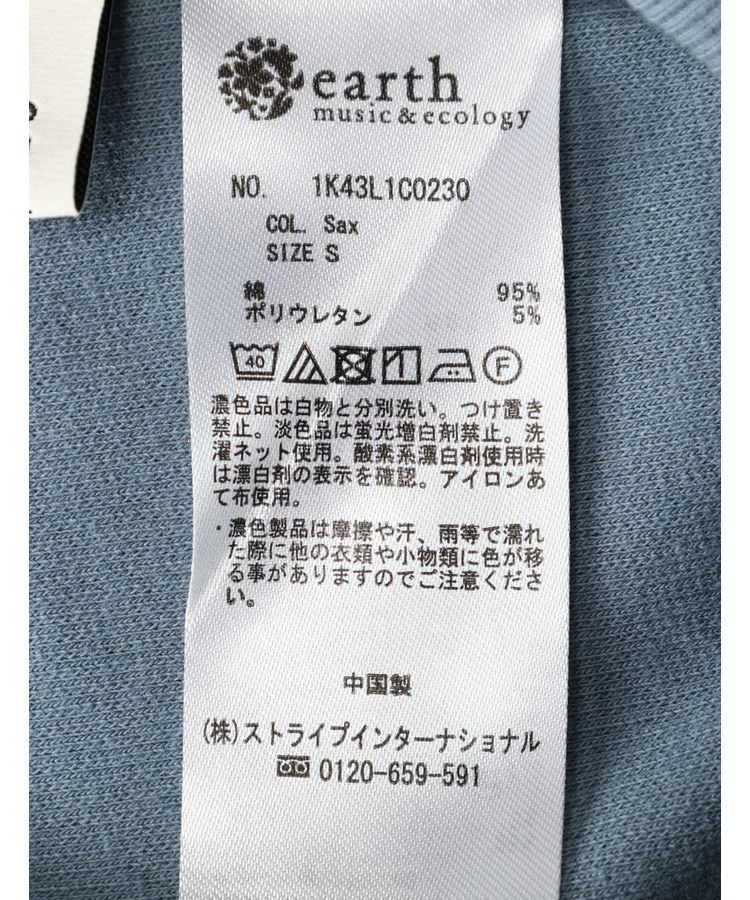 earth
music & ecology
NO. 1K43L1C0230
COL. Sax
SIZE S
綿 95%
ポリウレタン 5%
40 F
濃色品は白物と分別洗い。つけ置き
禁止。淡色品は蛍光増白剤禁止。洗
濯ネット使用。酸素系漂白剤使用時
は漂白剤の表示を確認。アイロンあ
て布使用。
・濃色製品は摩擦や汗、雨等で濡れ
た際に他の衣類や小物類に色が移
る事がありますのでご注意くださ
い。
中国製
(株)ストライプインターナショナル
0120-659-591